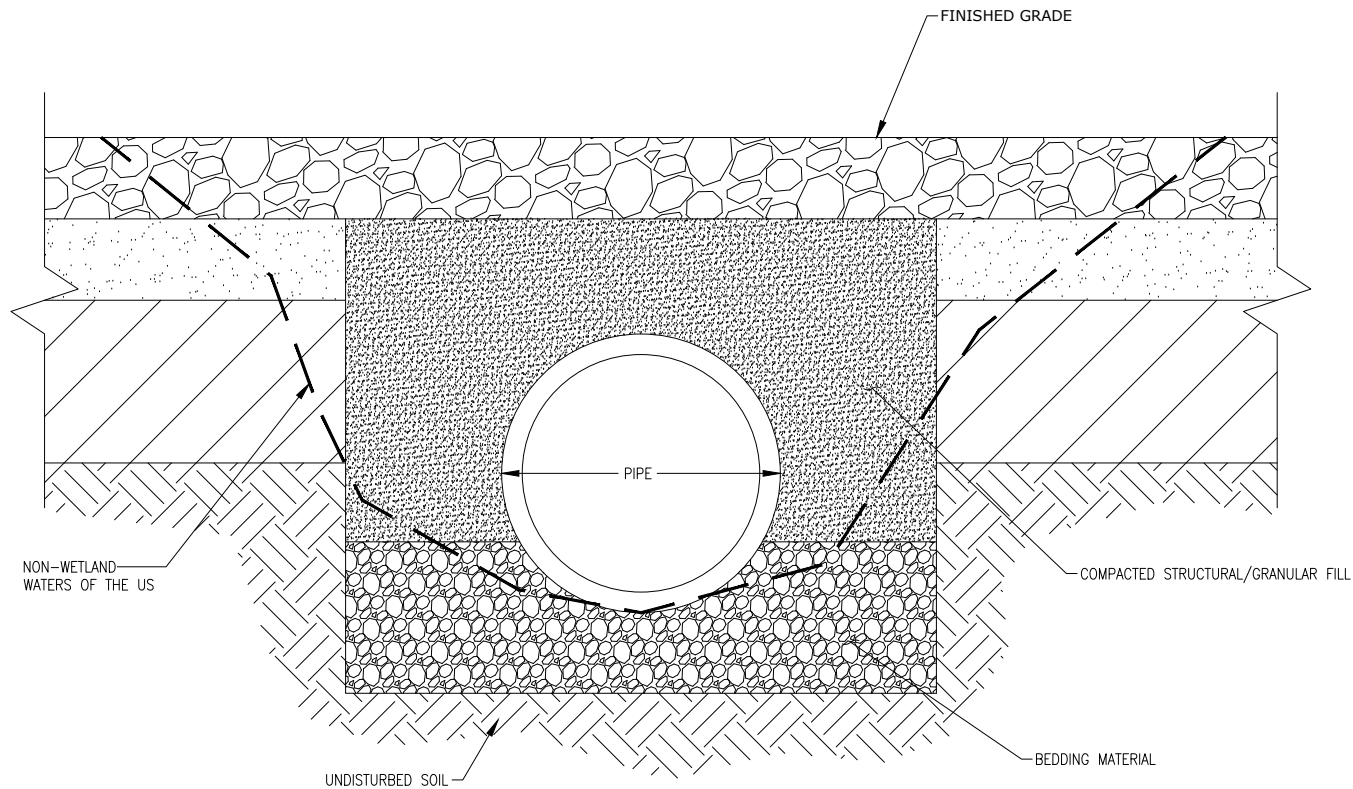 FINISHED GRADE
PIPE
NON-WETLAND
WATERS OF THE US
COMPACTED STRUCTURAL/GRANULAR FILL
BEDDING MATERIAL
UNDISTURBED SOIL